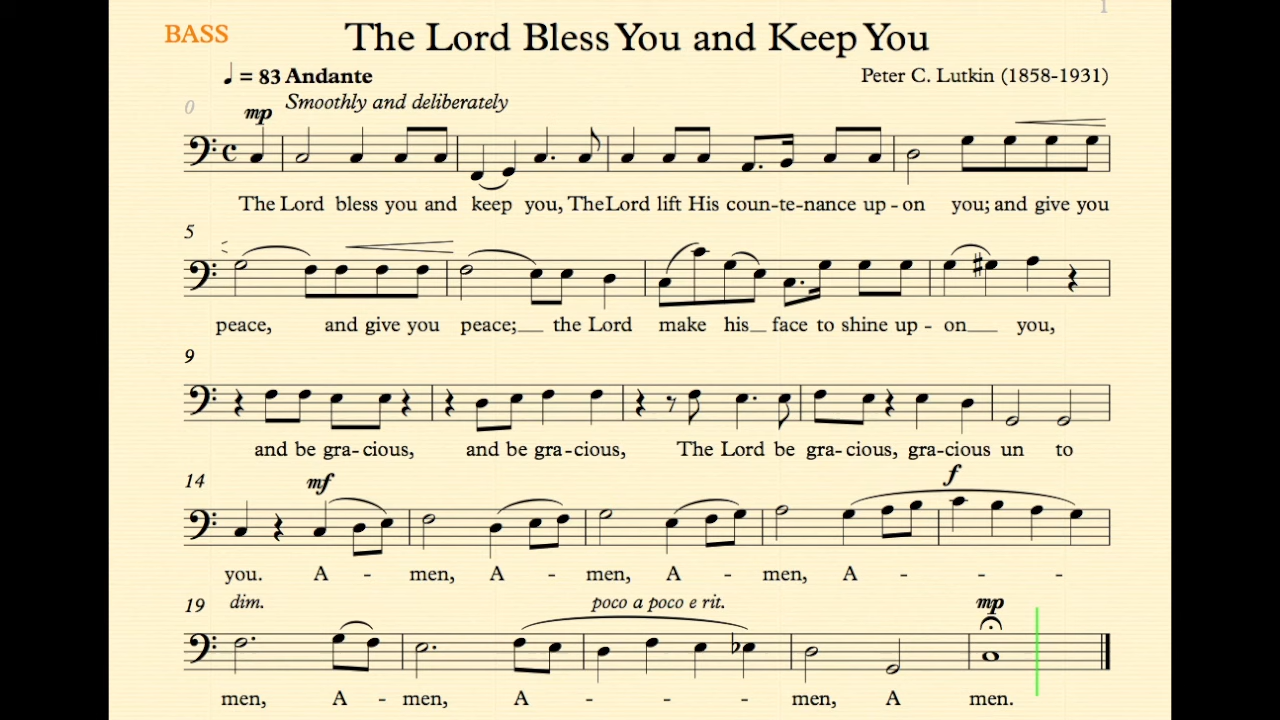 1
BASS
The Lord Bless You and Keep You
♩ = 83 Andante
Peter C. Lutkin (1858-1931)
Smoothly and deliberately
0
mp
The Lord bless you and keep you, The Lord lift His coun-te-nance up - on you; and give you
5
peace, and give you peace;__ the Lord make his__ face to shine up - on___ you,
9
and be gra-cious, and be gra-cious, The Lord be gra-cious, gra-cious un to
14
mf
f
you. A - men, A - men, A - men, A - - -
19
dim.
poco a poco e rit.
mp
men, A - men, A - - - men, A men.